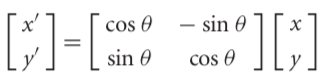 [x′ y′] = [cos θ − sin θ sin θ cos θ] [x y]